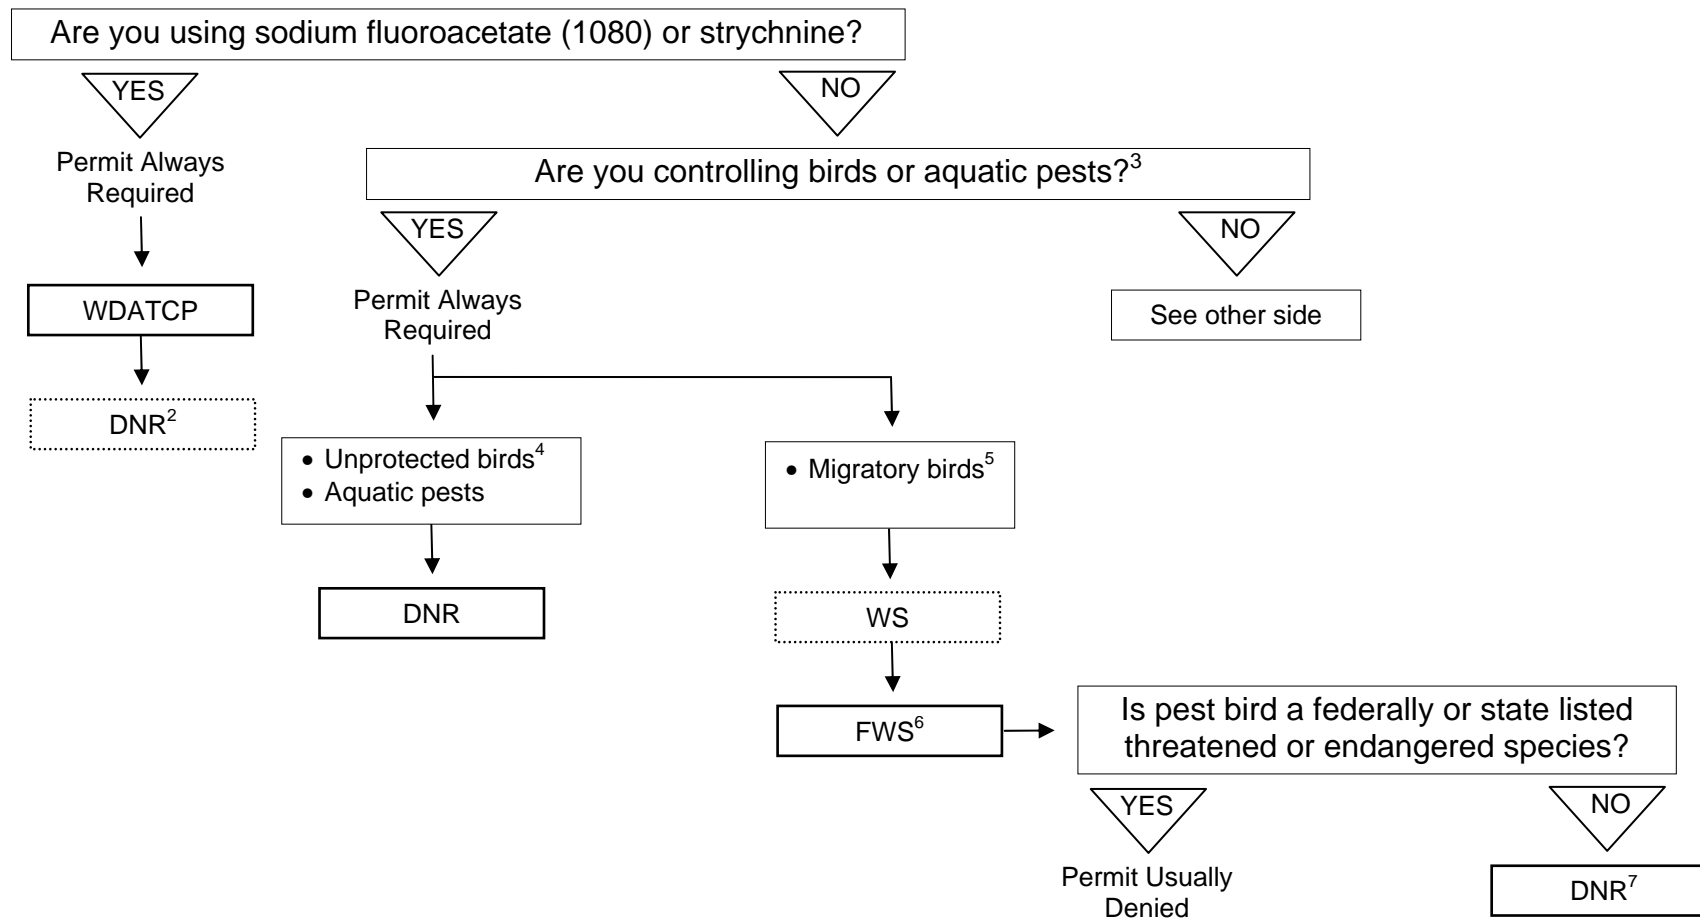 Are you using sodium fluoroacetate (1080) or strychnine?
YES
NO
Permit Always
Required
Are you controlling birds or aquatic pests?³
WDATCP
DNR²
YES
NO
Permit Always
Required
See other side
• Unprotected birds⁴
• Aquatic pests
• Migratory birds⁵
DNR
WS
FWS⁶
Is pest bird a federally or state listed
threatened or endangered species?
YES
NO
Permit Usually
Denied
DNR⁷